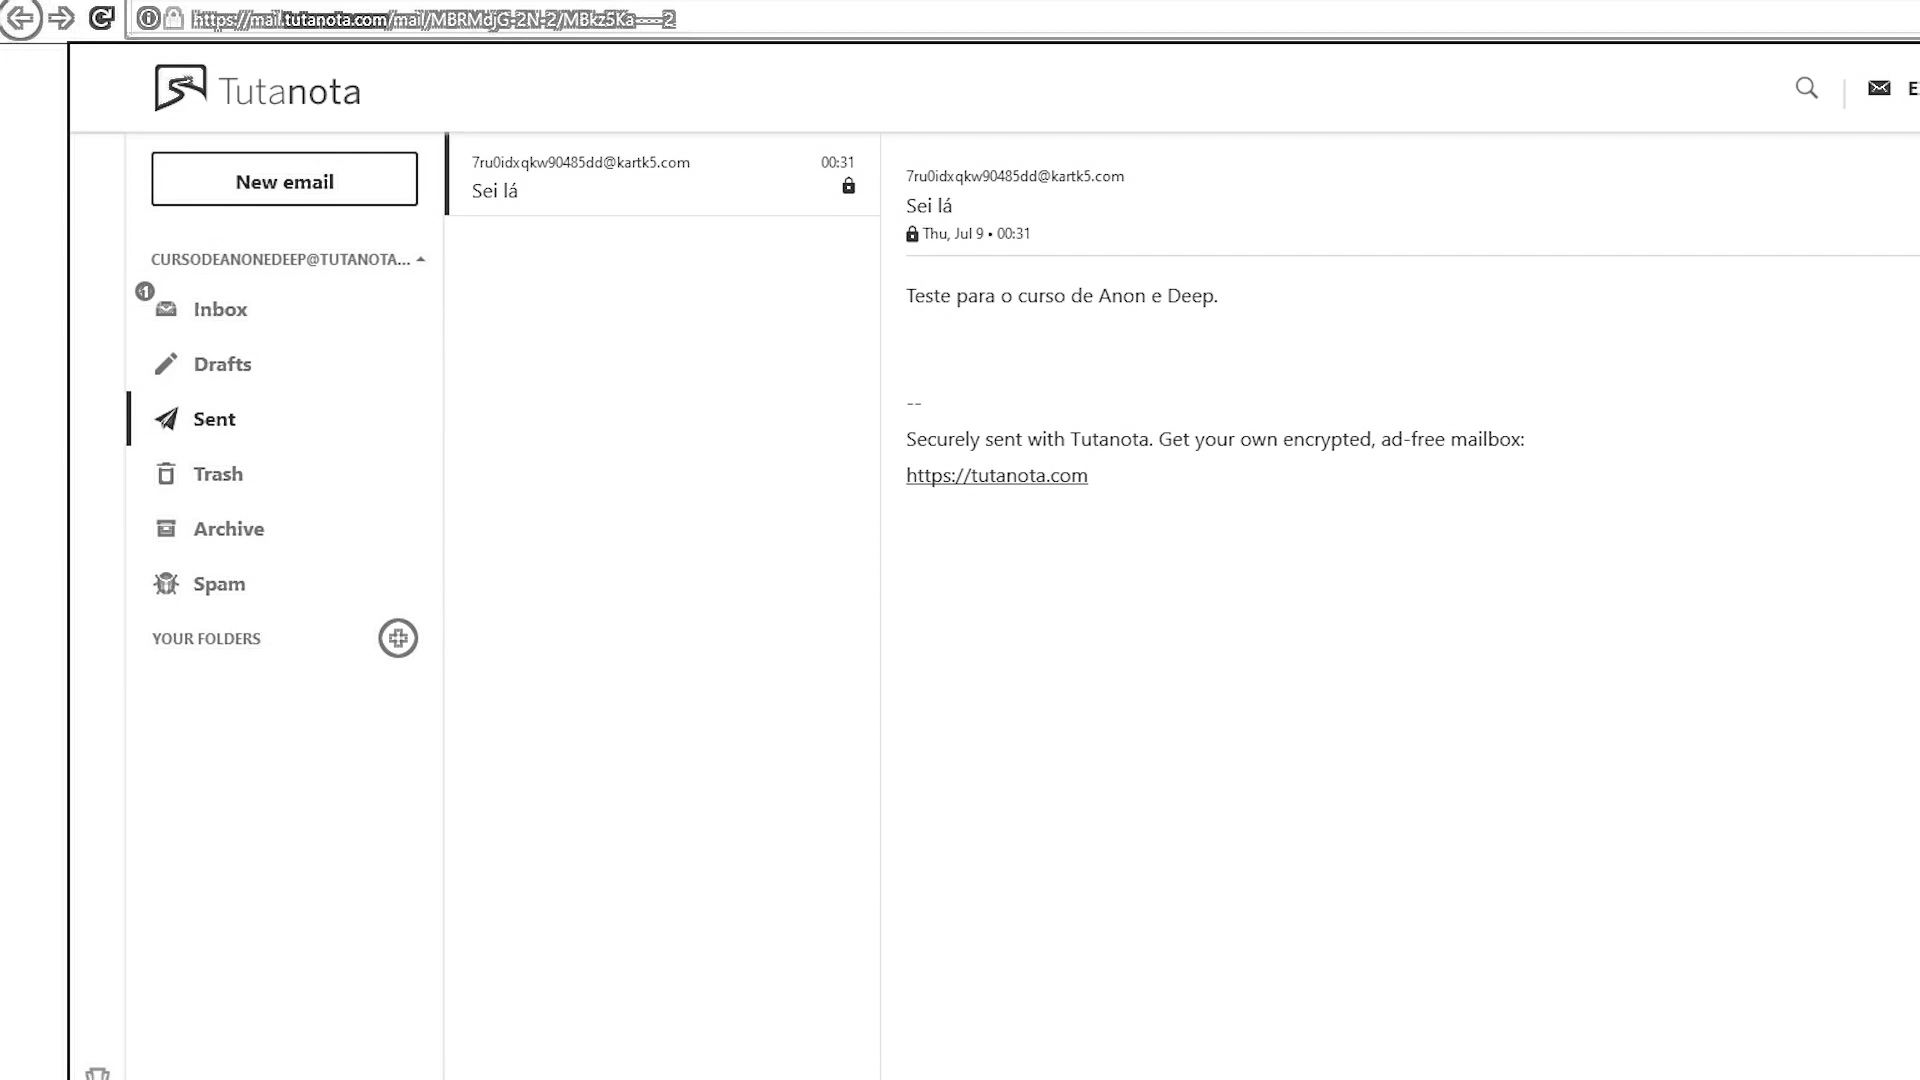 https://mail.tutanota.com/mail/MBRMdjG-2N-2/MBkz5Ka----2
Tutanota
New email
CURSODEANONEDEEP@TUTANOTA...
1
Inbox
Drafts
Sent
Trash
Archive
Spam
YOUR FOLDERS
7ru0idxqkw90485dd@kartk5.com 00:31
Sei lá
7ru0idxqkw90485dd@kartk5.com
Sei lá
Thu, Jul 9 • 00:31
Teste para o curso de Anon e Deep.
--
Securely sent with Tutanota. Get your own encrypted, ad-free mailbox:
https://tutanota.com